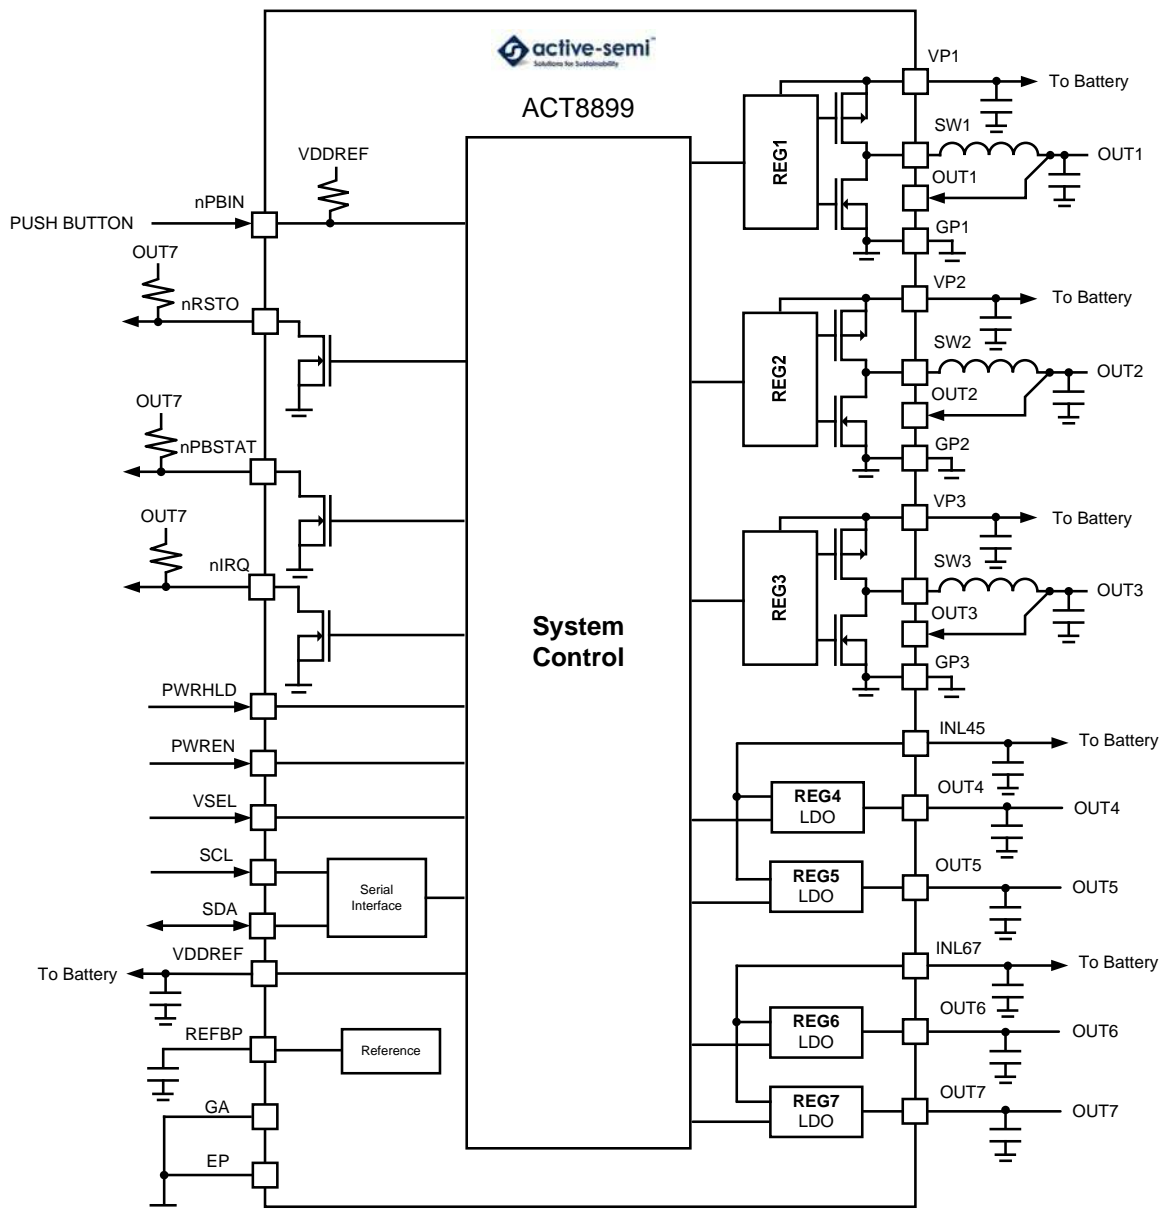 active-semi™
Solutions for Sustainability
ACT8899
VDDREF
nPBIN
PUSH BUTTON
OUT7
nRSTO
OUT7
nPBSTAT
OUT7
nIRQ
PWRHLD
PWREN
VSEL
SCL
SDA
Serial
Interface
VDDREF
To Battery
REFBP
Reference
GA
EP
System
Control
REG1
VP1
To Battery
SW1
OUT1
OUT1
GP1
REG2
VP2
To Battery
SW2
OUT2
OUT2
GP2
REG3
VP3
To Battery
SW3
OUT3
OUT3
GP3
INL45
To Battery
REG4
LDO
OUT4
OUT4
REG5
LDO
OUT5
OUT5
INL67
To Battery
REG6
LDO
OUT6
OUT6
REG7
LDO
OUT7
OUT7